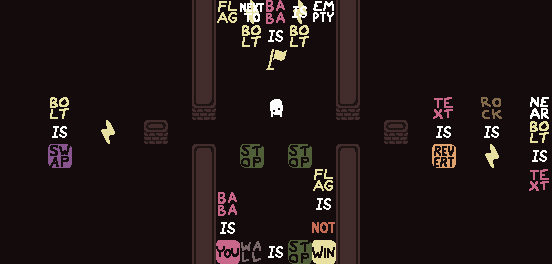 FLAG NEXT TO BABA IS EMPTY
BOLT IS BOLT
BOLT TEXT ROCK NEAR
IS IS IS BOLT
SWAP STOP STOP REVERT IS
FLAG TEXT
BABA IS
IS NOT
YOU WALL IS STOP WIN